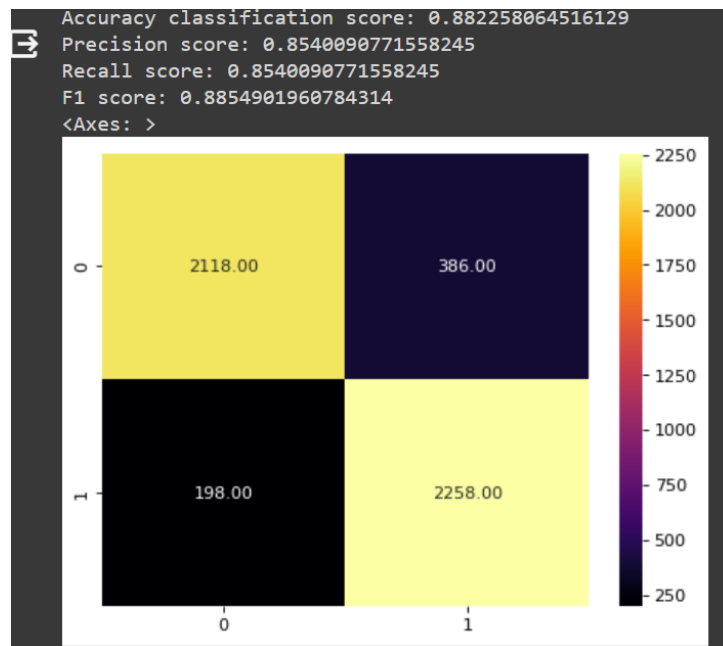 Accuracy classification score: 0.882258064516129
Precision score: 0.8540090771558245
Recall score: 0.8540090771558245
F1 score: 0.8854901960784314
<Axes: >
2250
2000
0 2118.00 386.00
1750
1500
1250
1000
1 198.00 2258.00
750
500
250
0 1